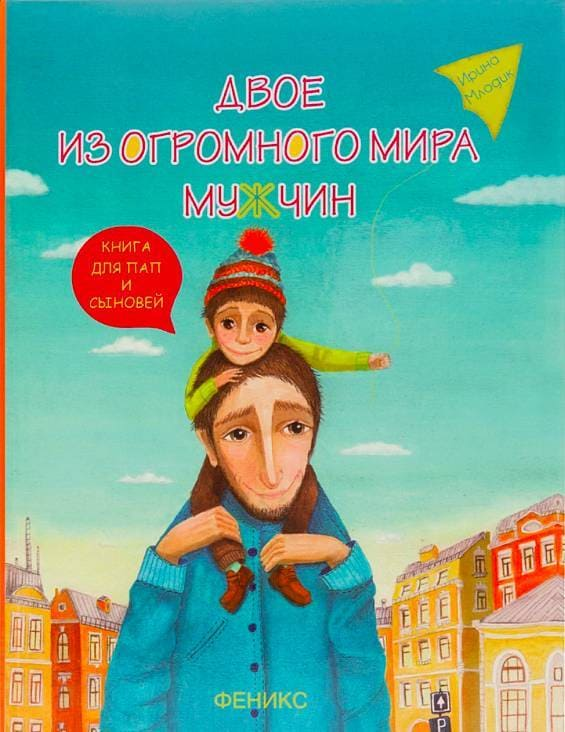 Ирина
Млодик
ДВОЕ
ИЗ ОГРОМНОГО МИРА
МУЖЧИН
КНИГА
ДЛЯ ПАП
И
СЫНОВЕЙ
ФЕНИКС
P